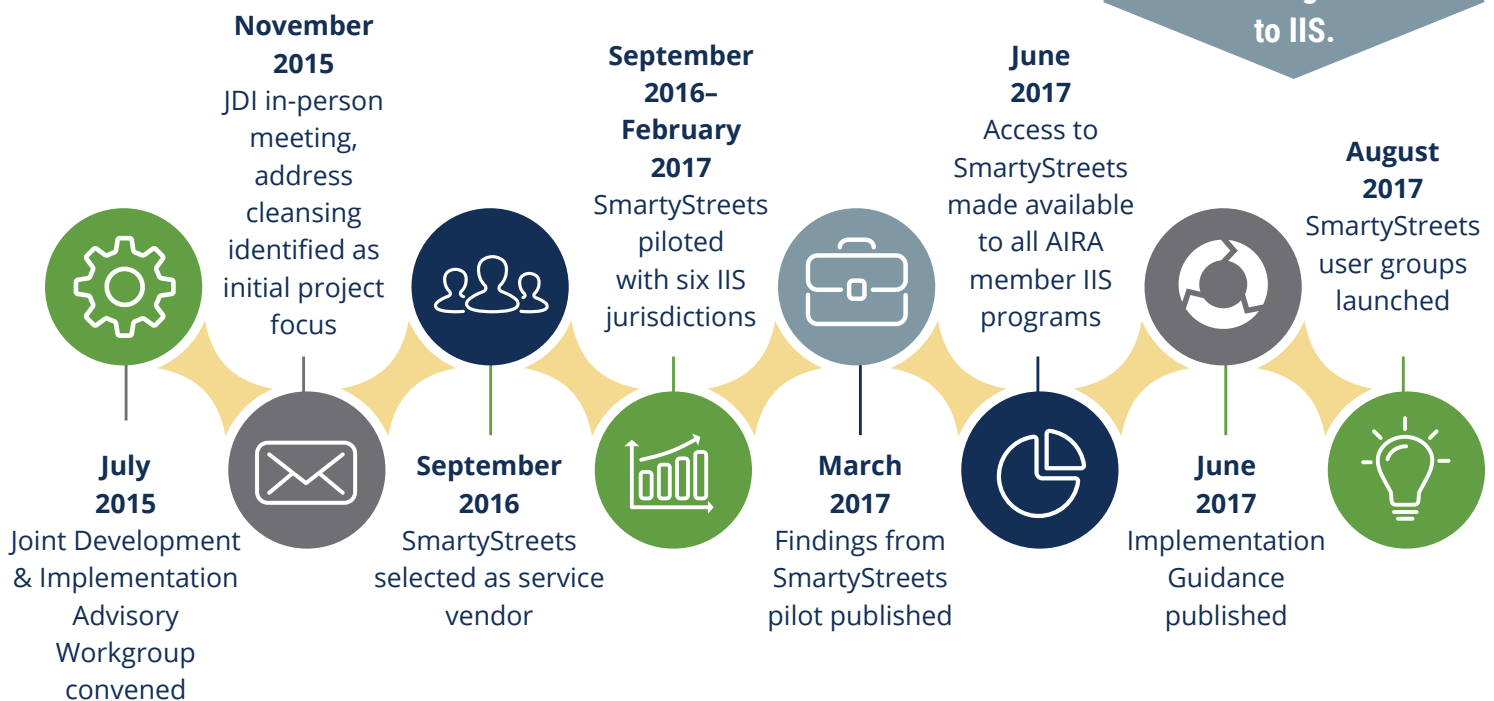 to IIS.
November
2015
JDI in-person
meeting,
address
cleansing
identified as
initial project
focus
September
2016–
February
2017
SmartyStreets
piloted
with six IIS
jurisdictions
June
2017
Access to
SmartyStreets
made available
to all AIRA
member IIS
programs
August
2017
SmartyStreets
user groups
launched
July
2015
Joint Development
& Implementation
Advisory
Workgroup
convened
September
2016
SmartyStreets
selected as service
vendor
March
2017
Findings from
SmartyStreets
pilot published
June
2017
Implementation
Guidance
published